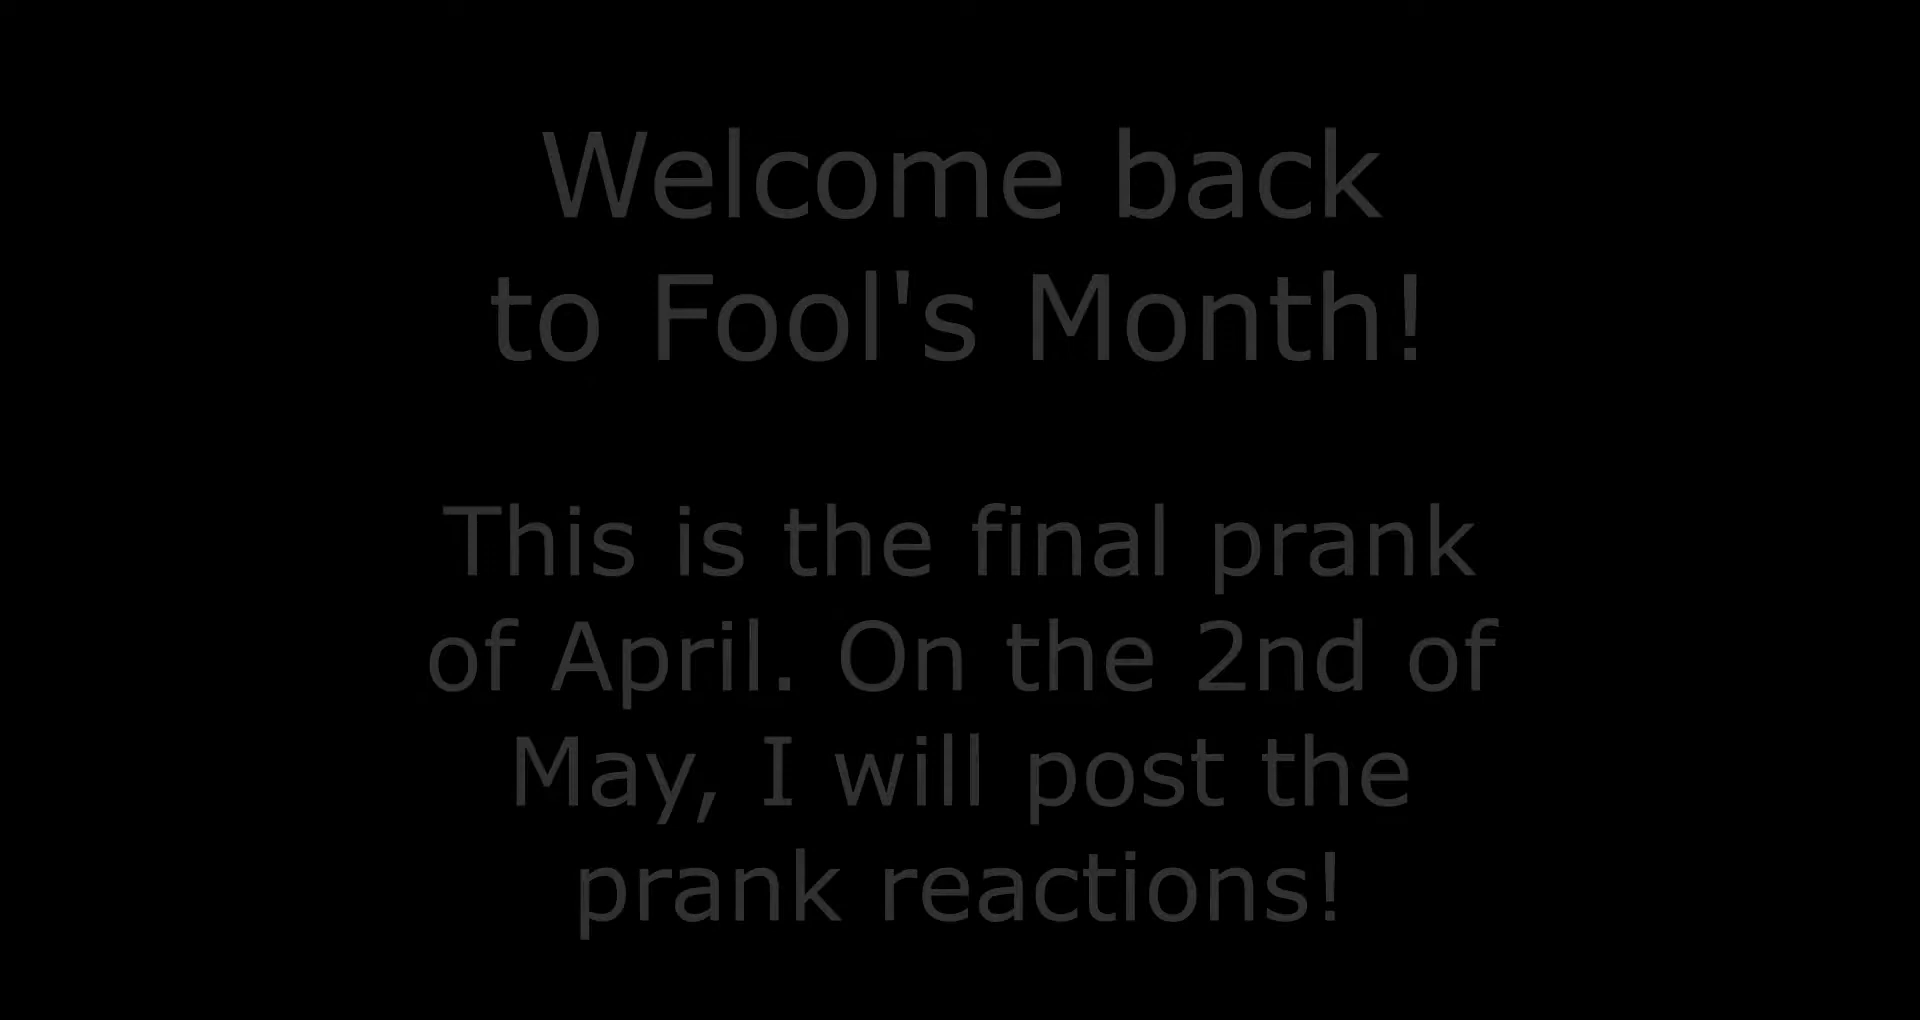 Welcome back
to Fool's Month!
This is the final prank
of April. On the 2nd of
May, I will post the
prank reactions!